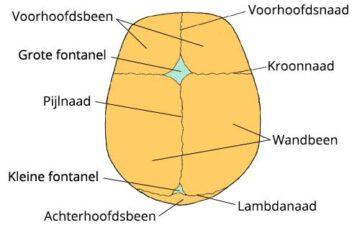 Voorhoofdsbeen
Voorhoofdsnaad
Grote fontanel
Kroonnaad
Pijlnaad
Wandbeen
Kleine fontanel
Lambdanaad
Achterhoofdsbeen